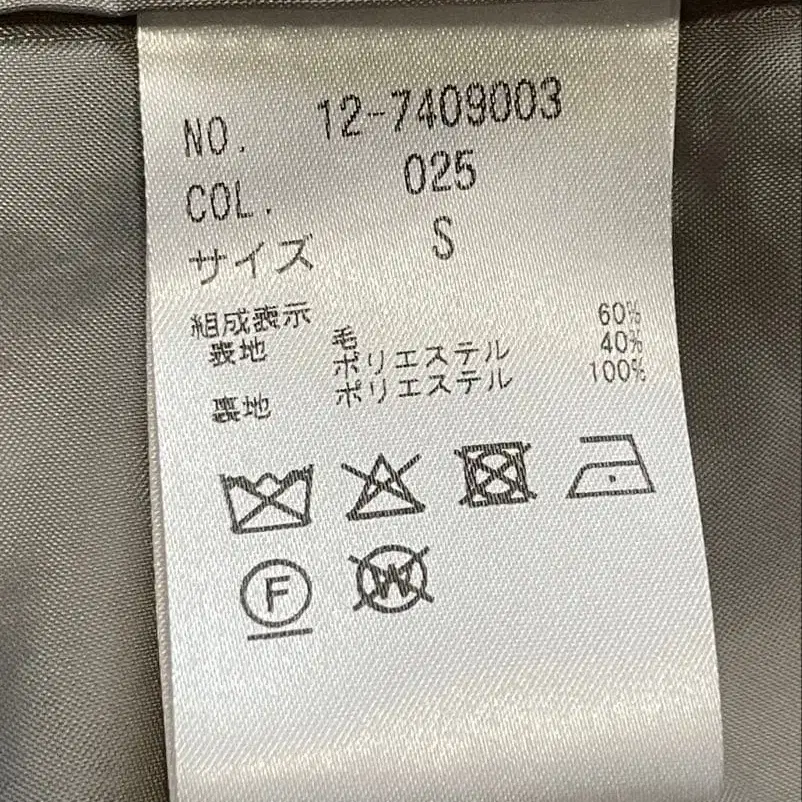 NO. 12-7409003
COL. 025
サイズ S
組成表示
表地 毛 60%
ポリエステル 40%
裏地 ポリエステル 100%
F
W